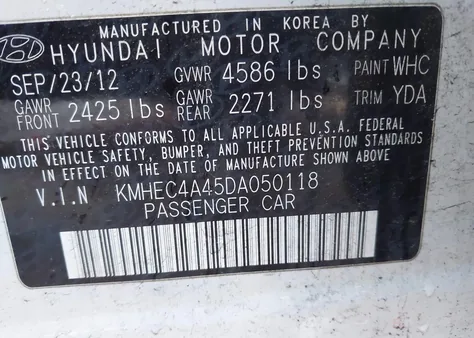 MANUFACTURED IN KOREA BY
HYUNDAI MOTOR COMPANY
SEP/23/12 GVWR 4586 lbs PAINT WHC
GAWR FRONT 2425 lbs GAWR REAR 2271 lbs TRIM YDA
THIS VEHICLE CONFORMS TO ALL APPLICABLE U.S.A. FEDERAL
MOTOR VEHICLE SAFETY, BUMPER, AND THEFT PREVENTION STANDARDS
IN EFFECT ON THE DATE OF MANUFACTURE SHOWN ABOVE.
V.I.N KMHEC4A45DA050118
PASSENGER CAR